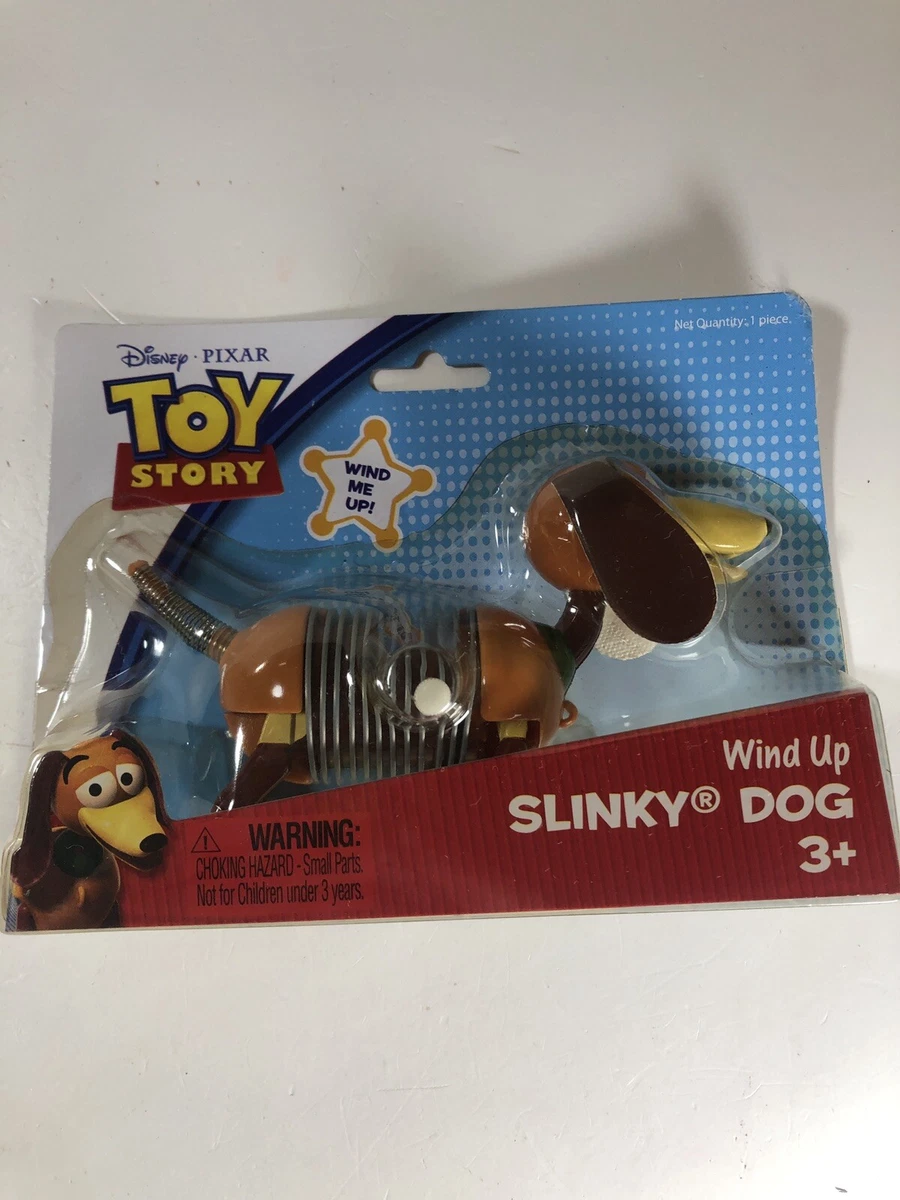 Net Quantity: 1 piece.
Disney · PIXAR
TOY
STORY
WIND
ME
UP!
Wind Up
SLINKY® DOG
3+
WARNING:
CHOKING HAZARD - Small Parts.
Not for Children under 3 years.